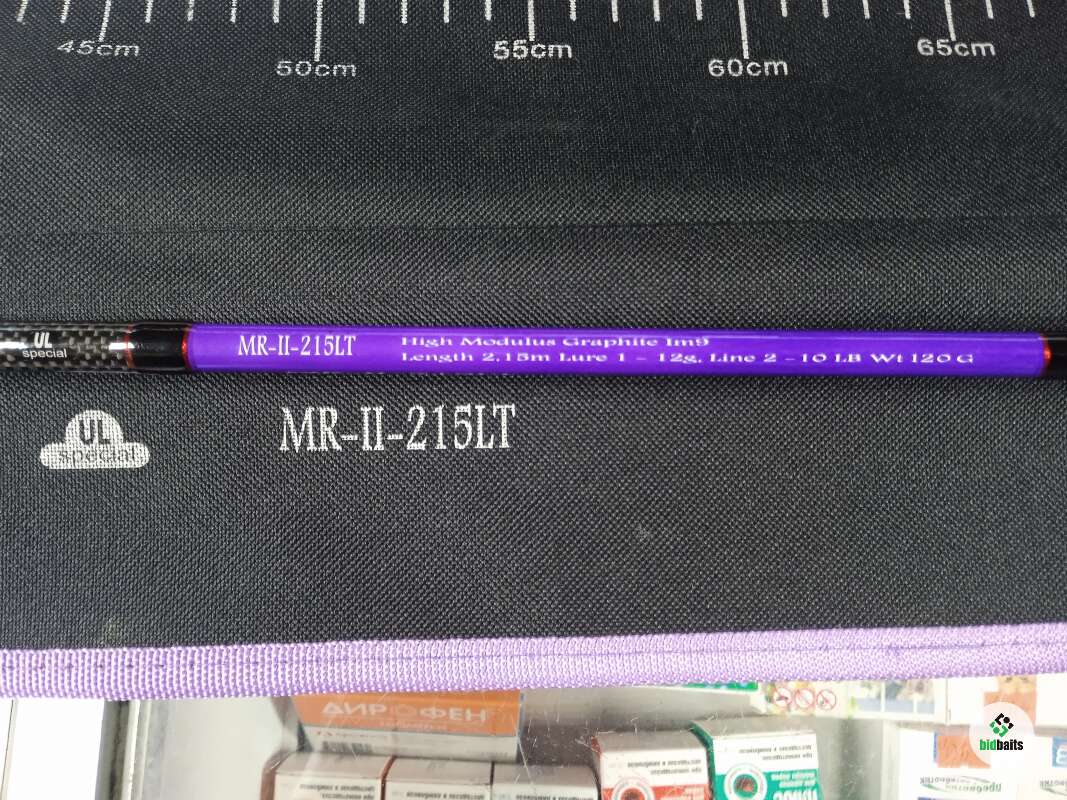 45cm
50cm
55cm
60cm
65cm
UL
special
MR-II-215LT
High Modulus Graphite Im9
Length 2,15m Lure 1 - 12g, Line 2 - 10 LB Wt 120 G
UL
special
MR-II-215LT
ДИРОФЕН
bidbaits